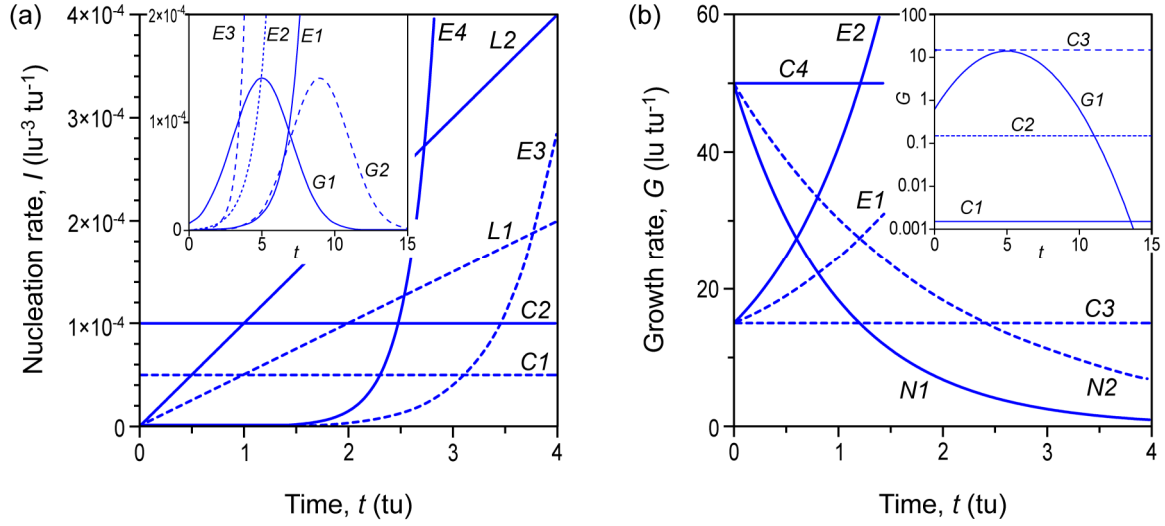 (a)
Nucleation rate, I (lu⁻³ tu⁻¹)
4×10⁻⁴
3×10⁻⁴
2×10⁻⁴
1×10⁻⁴
0
0 1 2 3 4
Time, t (tu)
E4
L2
E3
L1
C2
C1
2×10⁻⁴
1×10⁻⁴
0
0 5 10 15
t
E3 E2 E1
G1 G2
(b)
Growth rate, G (lu tu⁻¹)
60
40
20
0
0 1 2 3 4
Time, t (tu)
E2
C4
E1
C3
N1 N2
G
100
10
1
0.1
0.01
0.001
0 5 10 15
t
C3
G1
C2
C1